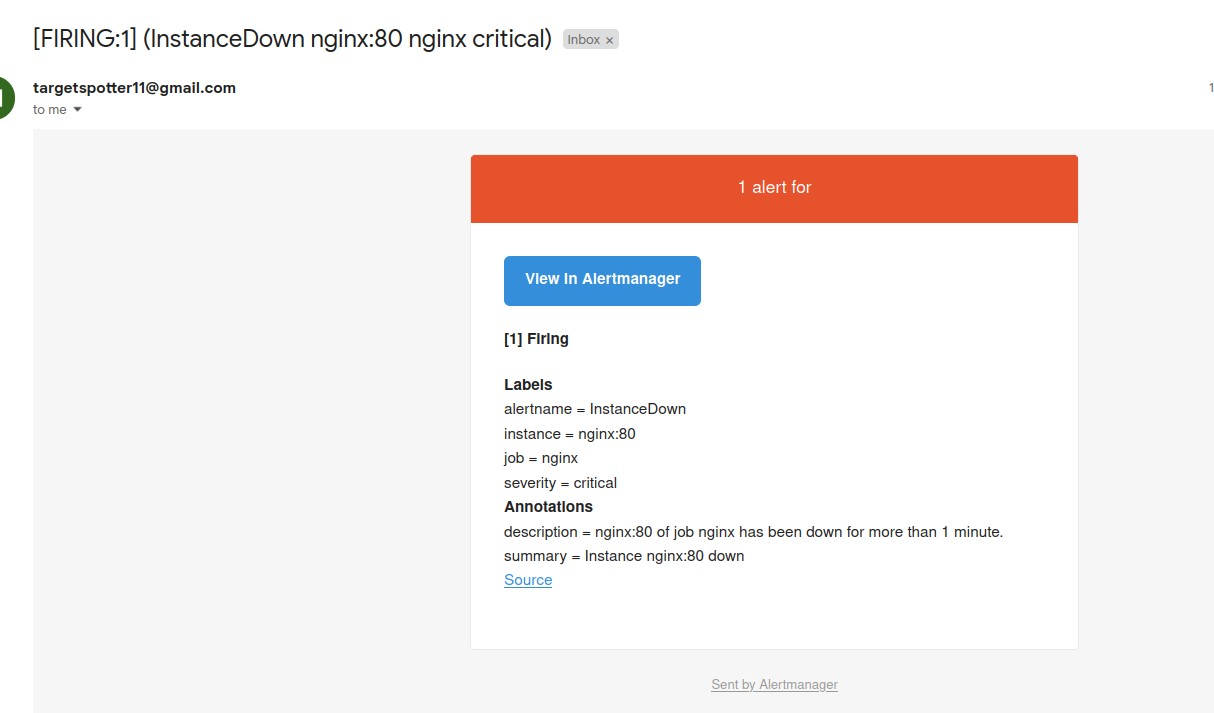 [FIRING:1] (InstanceDown nginx:80 nginx critical) Inbox ×
targetspotter11@gmail.com 1
to me
1 alert for
View in Alertmanager
[1] Firing
Labels
alertname = InstanceDown
instance = nginx:80
job = nginx
severity = critical
Annotations
description = nginx:80 of job nginx has been down for more than 1 minute.
summary = Instance nginx:80 down
Source
Sent by Alertmanager